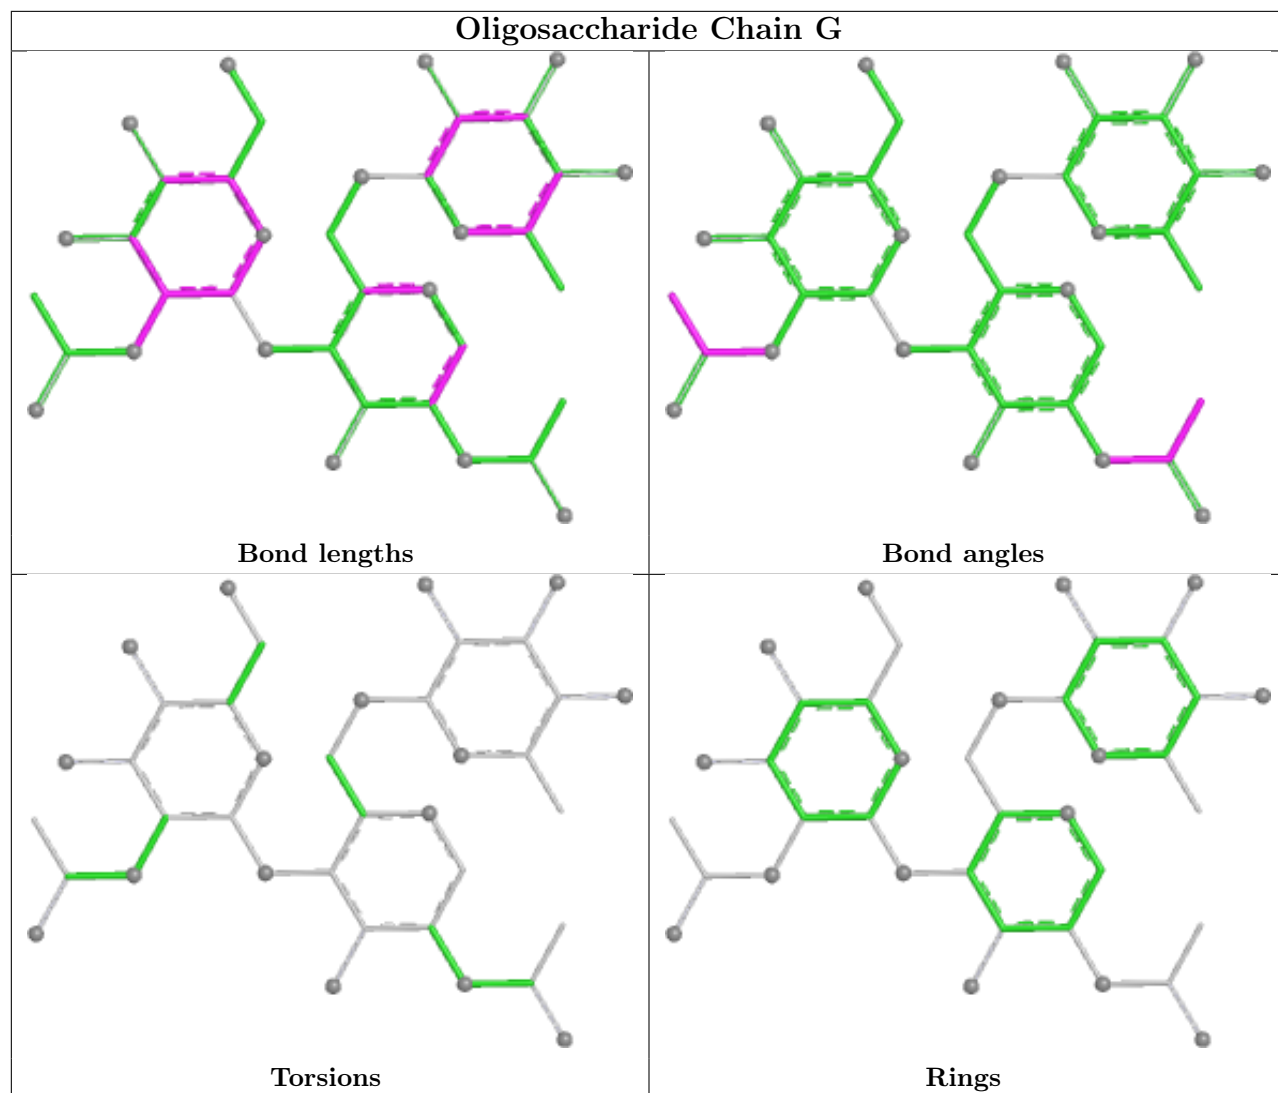 Oligosaccharide Chain G
Bond lengths
Bond angles
Torsions
Rings